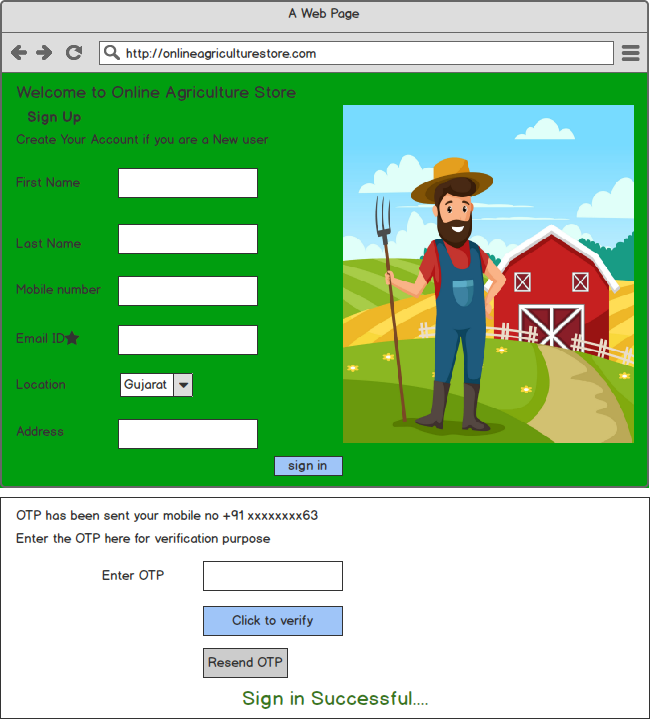 A Web Page
http://onlineagriculturestore.com
Welcome to Online Agriculture Store
Sign Up
Create Your Account if you are a New user
First Name
Last Name
Mobile number
Email ID
Location
Gujarat
Address
sign in
OTP has been sent your mobile no +91 xxxxxxxx63
Enter the OTP here for verification purpose
Enter OTP
Click to verify
Resend OTP
Sign in Successful....